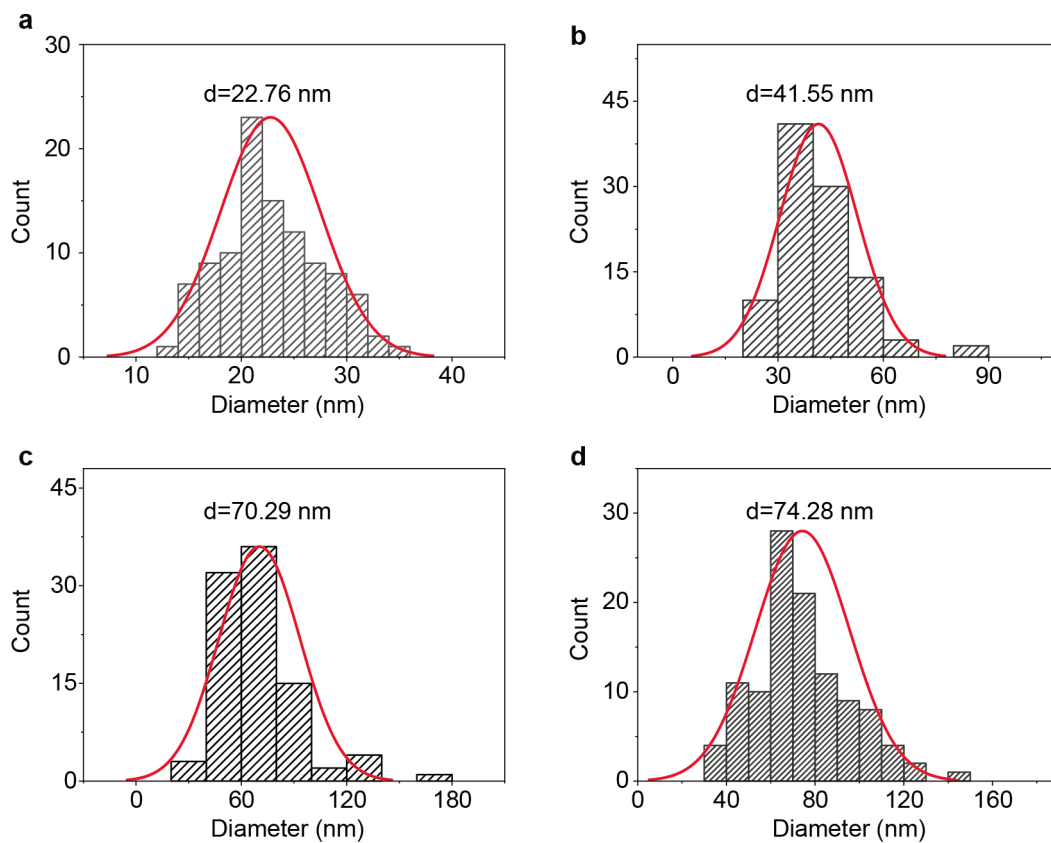 a
30
20
10
0
Count
d=22.76 nm
10 20 30 40
Diameter (nm)
b
45
30
15
0
Count
d=41.55 nm
0 30 60 90
Diameter (nm)
c
45
30
15
0
Count
d=70.29 nm
0 60 120 180
Diameter (nm)
d
30
20
10
0
Count
d=74.28 nm
0 40 80 120 160
Diameter (nm)